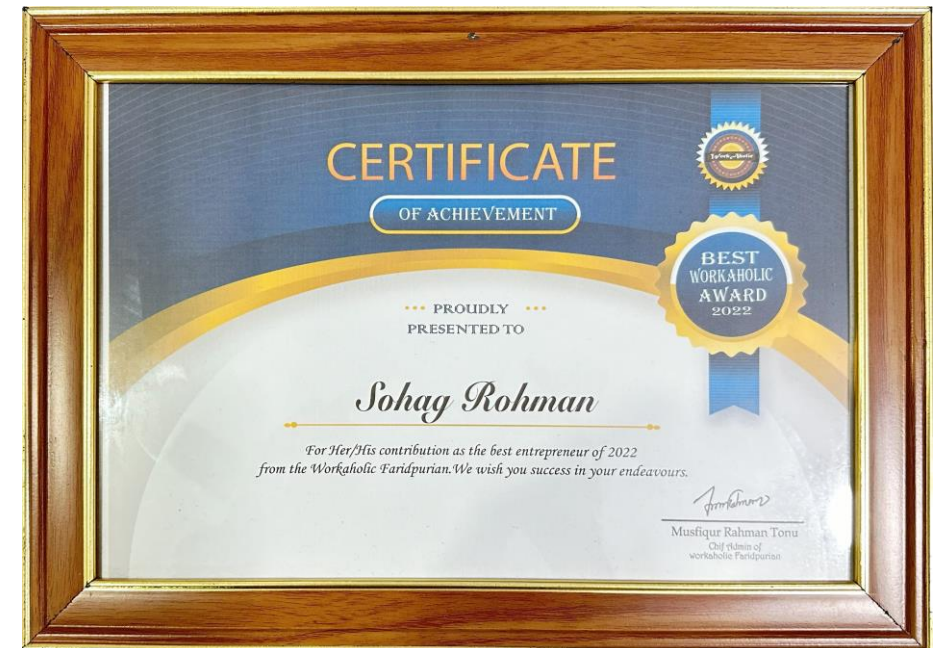 CERTIFICATE
OF ACHIEVEMENT
WorkAholic
BEST
WORKAHOLIC
AWARD
2022
PROUDLY
PRESENTED TO
Sohag Rohman
For Her/His contribution as the best entrepreneur of 2022
from the Workaholic Faridpurian.We wish you success in your endeavours.
Musfiqur Rahman Tonu
Chif Admin of
workaholic Faridpurian